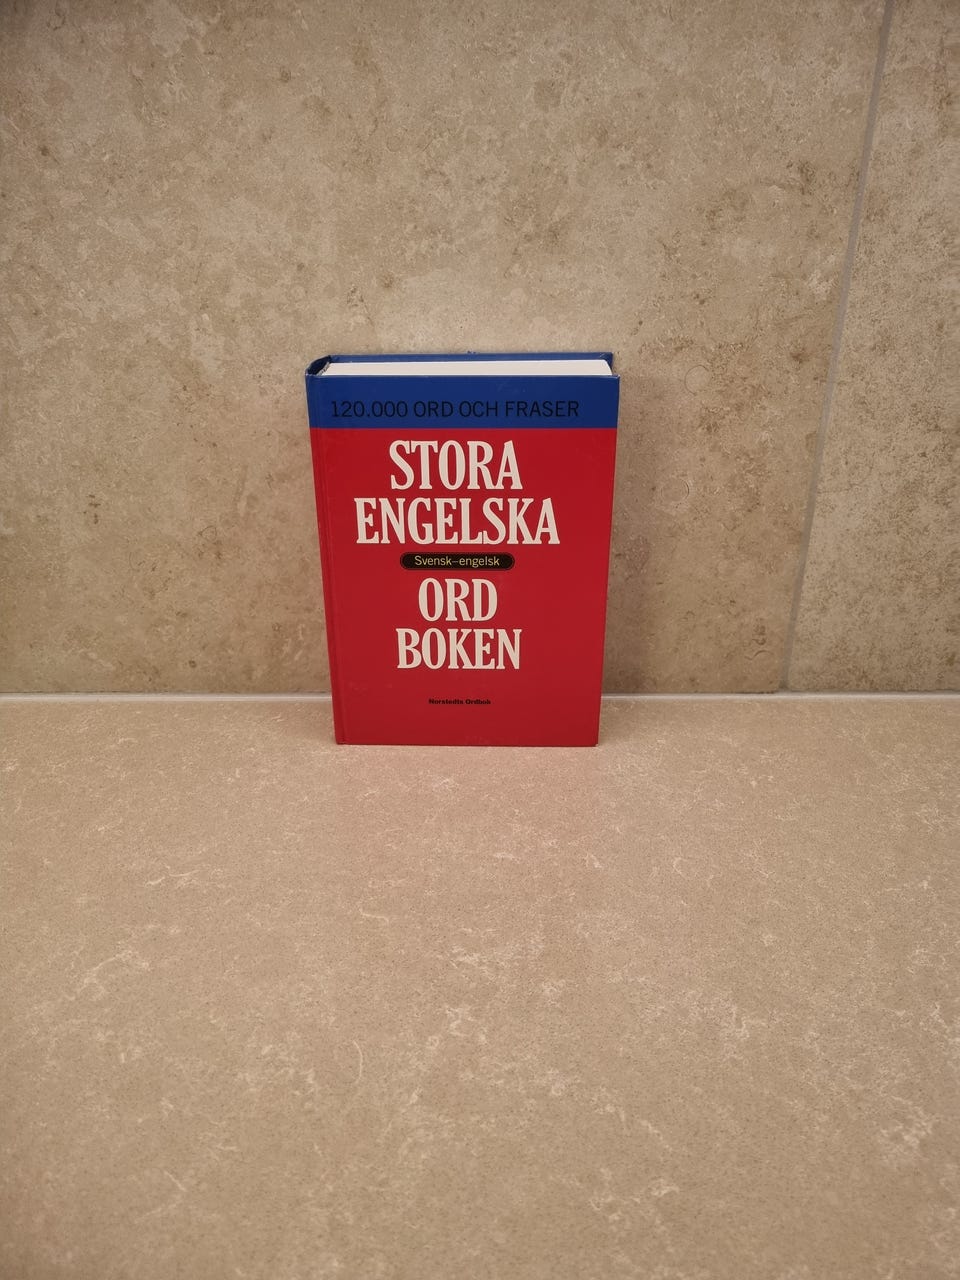 120.000 ORD OCH FRASER
STORA
ENGELSKA
Svensk–engelsk
ORD
BOKEN
Norstedts Ordbok